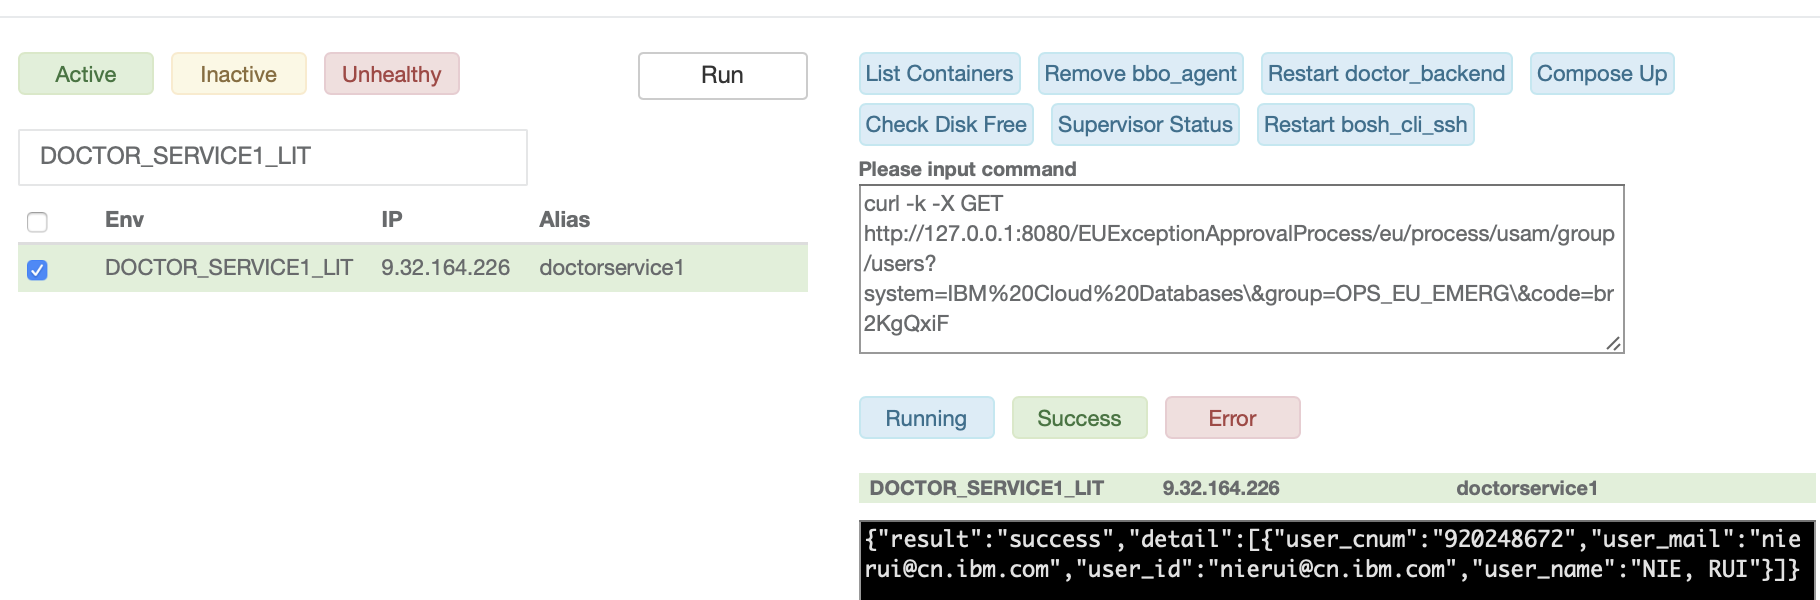 Active Inactive Unhealthy Run
DOCTOR_SERVICE1_LIT
Env IP Alias
DOCTOR_SERVICE1_LIT 9.32.164.226 doctorservice1
List Containers Remove bbo_agent Restart doctor_backend Compose Up
Check Disk Free Supervisor Status Restart bosh_cli_ssh
Please input command
curl -k -X GET
http://127.0.0.1:8080/EUExceptionApprovalProcess/eu/process/usam/group
/users?
system=IBM%20Cloud%20Databases\&group=OPS_EU_EMERG\&code=br
2KgQxiF
Running Success Error
DOCTOR_SERVICE1_LIT 9.32.164.226 doctorservice1
{"result":"success","detail":[{"user_cnum":"920248672","user_mail":"nie
rui@cn.ibm.com","user_id":"nierui@cn.ibm.com","user_name":"NIE, RUI"}]}